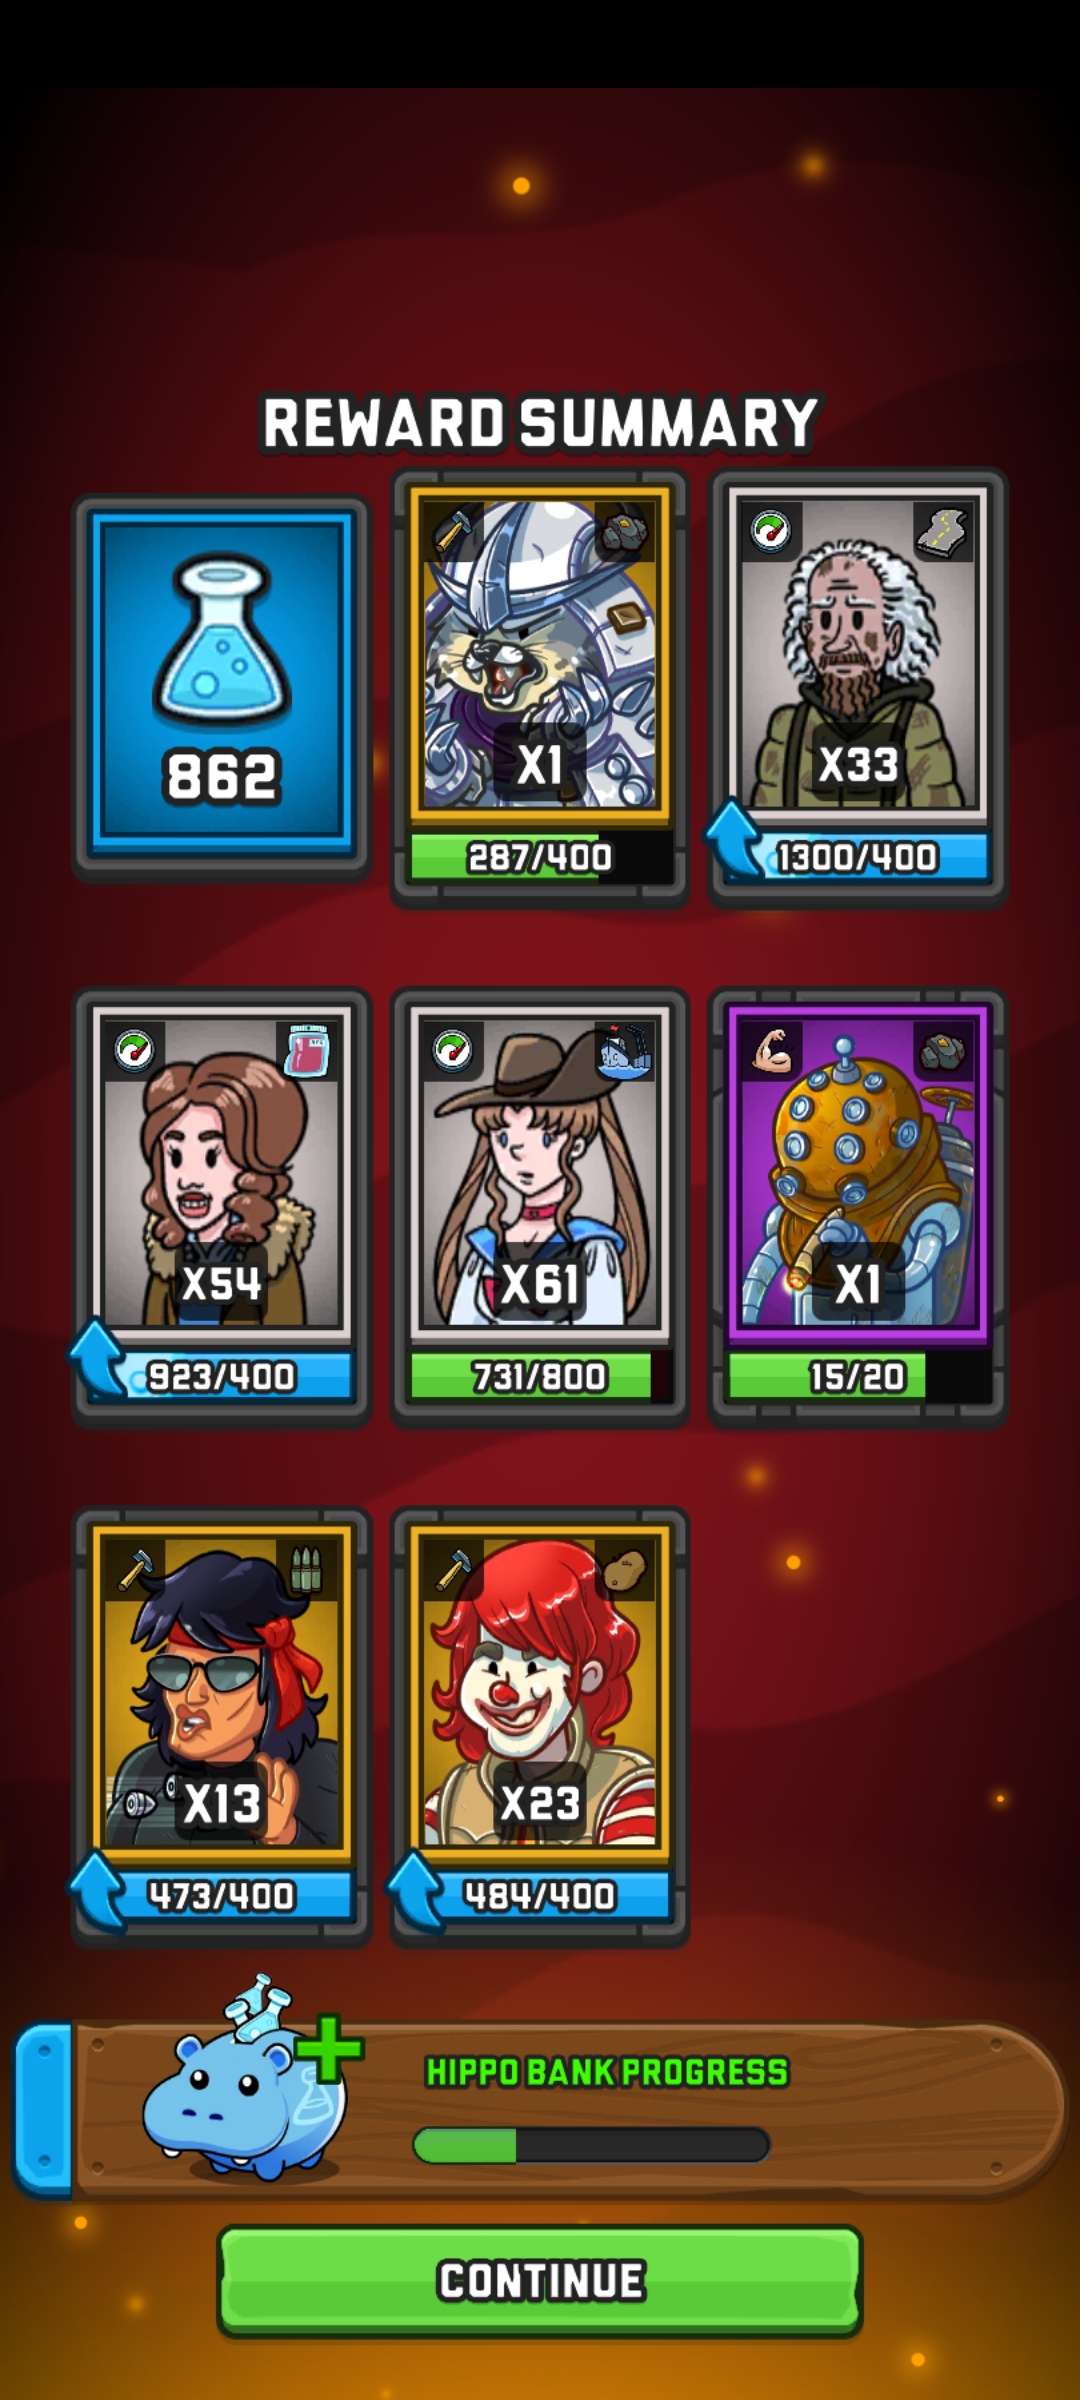 REWARD SUMMARY
862
X1
287/400
X33
1300/400
X54
923/400
X61
731/800
X1
15/20
X13
473/400
X23
484/400
HIPPO BANK PROGRESS
CONTINUE